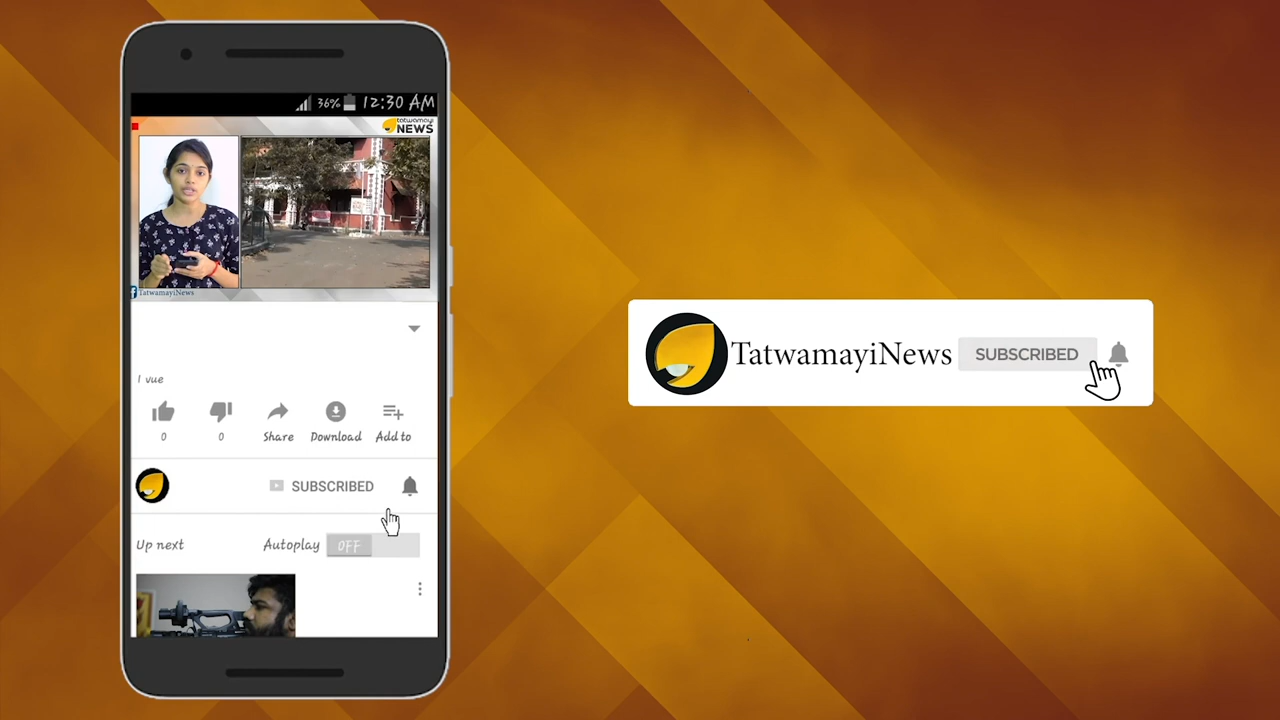 36% 12:30 AM
tatwamayi
NEWS
TatwamayiNews
1 vue
0 0 Share Download Add to
SUBSCRIBED
Up next Autoplay OFF
TatwamayiNews SUBSCRIBED